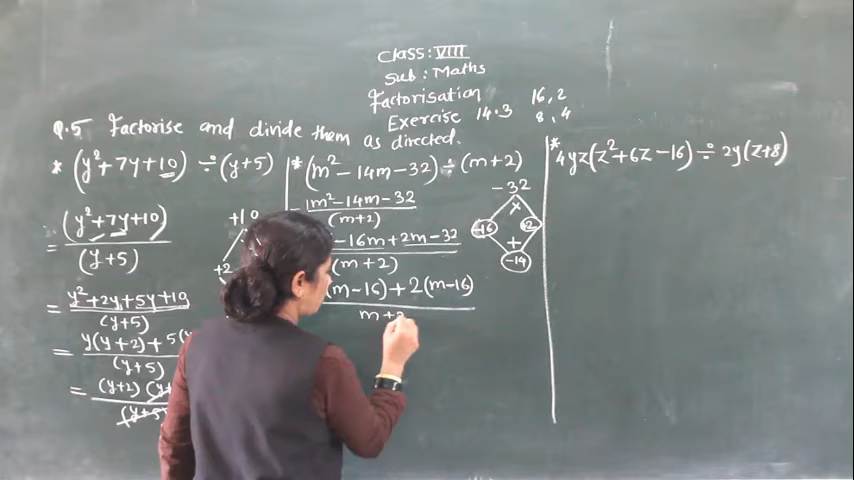 Class: VIII
Sub: Maths
Factorisation
Exercise 14.3
16, 2
8, 4
Q.5 Factorise and divide them as directed.
* (y²+7y+10) ÷ (y+5)
= (y²+7y+10)
(y+5)
= y²+2y+5y+10
(y+5)
= y(y+2)+5(y
(y+5)
= (y+2)(y+
(y+5)
+10
+2
* (m²-14m-32) ÷ (m+2)
1m²-14m-32
(m+2)
-16m+2m-32
(m+2)
(m-16)+2(m-16)
m+2
-32
×
-16 +2
+
-14
* 4yz(z²+6z-16) ÷ 2y(z+8)